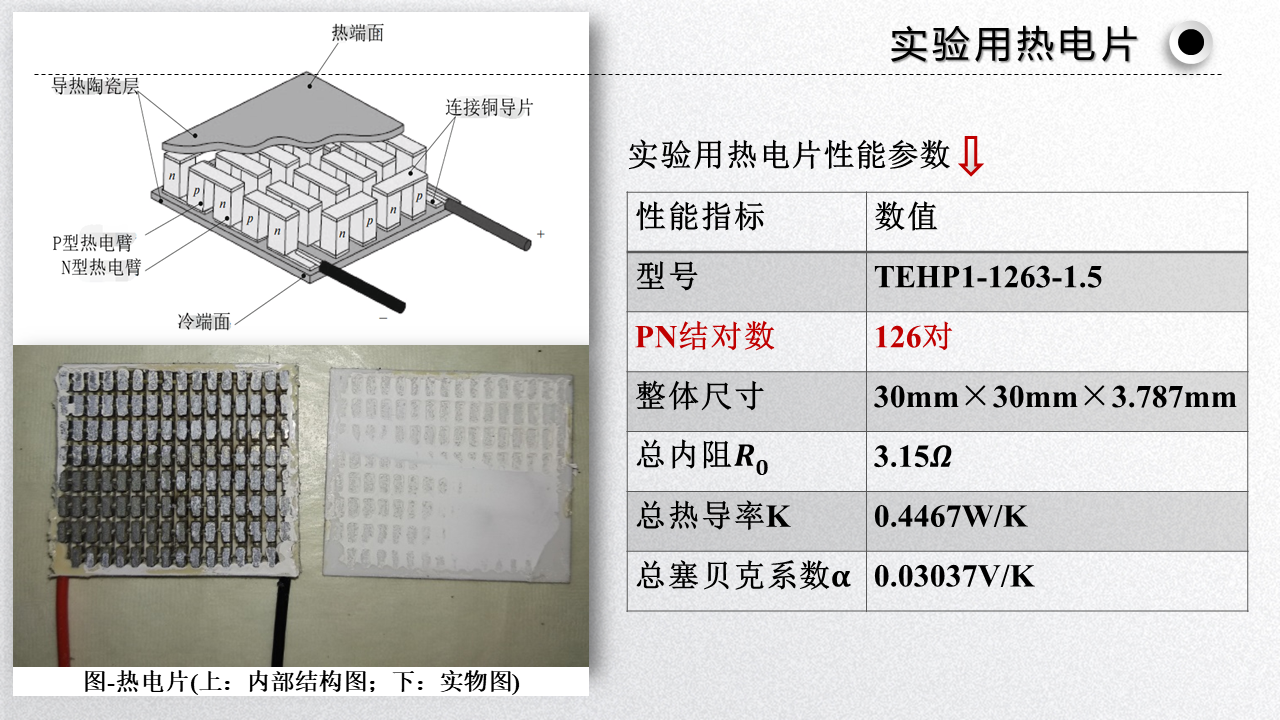 实验用热电片
热端面
导热陶瓷层
连接铜导片
n
p
n
p
n
n
p
n
p
P型热电臂
N型热电臂
+
冷端面
−
图-热电片(上：内部结构图；下：实物图)
实验用热电片性能参数
性能指标 数值
型号 TEHP1-1263-1.5
PN结对数 126对
整体尺寸 30mm×30mm×3.787mm
总内阻R₀ 3.15Ω
总热导率K 0.4467W/K
总塞贝克系数α 0.03037V/K